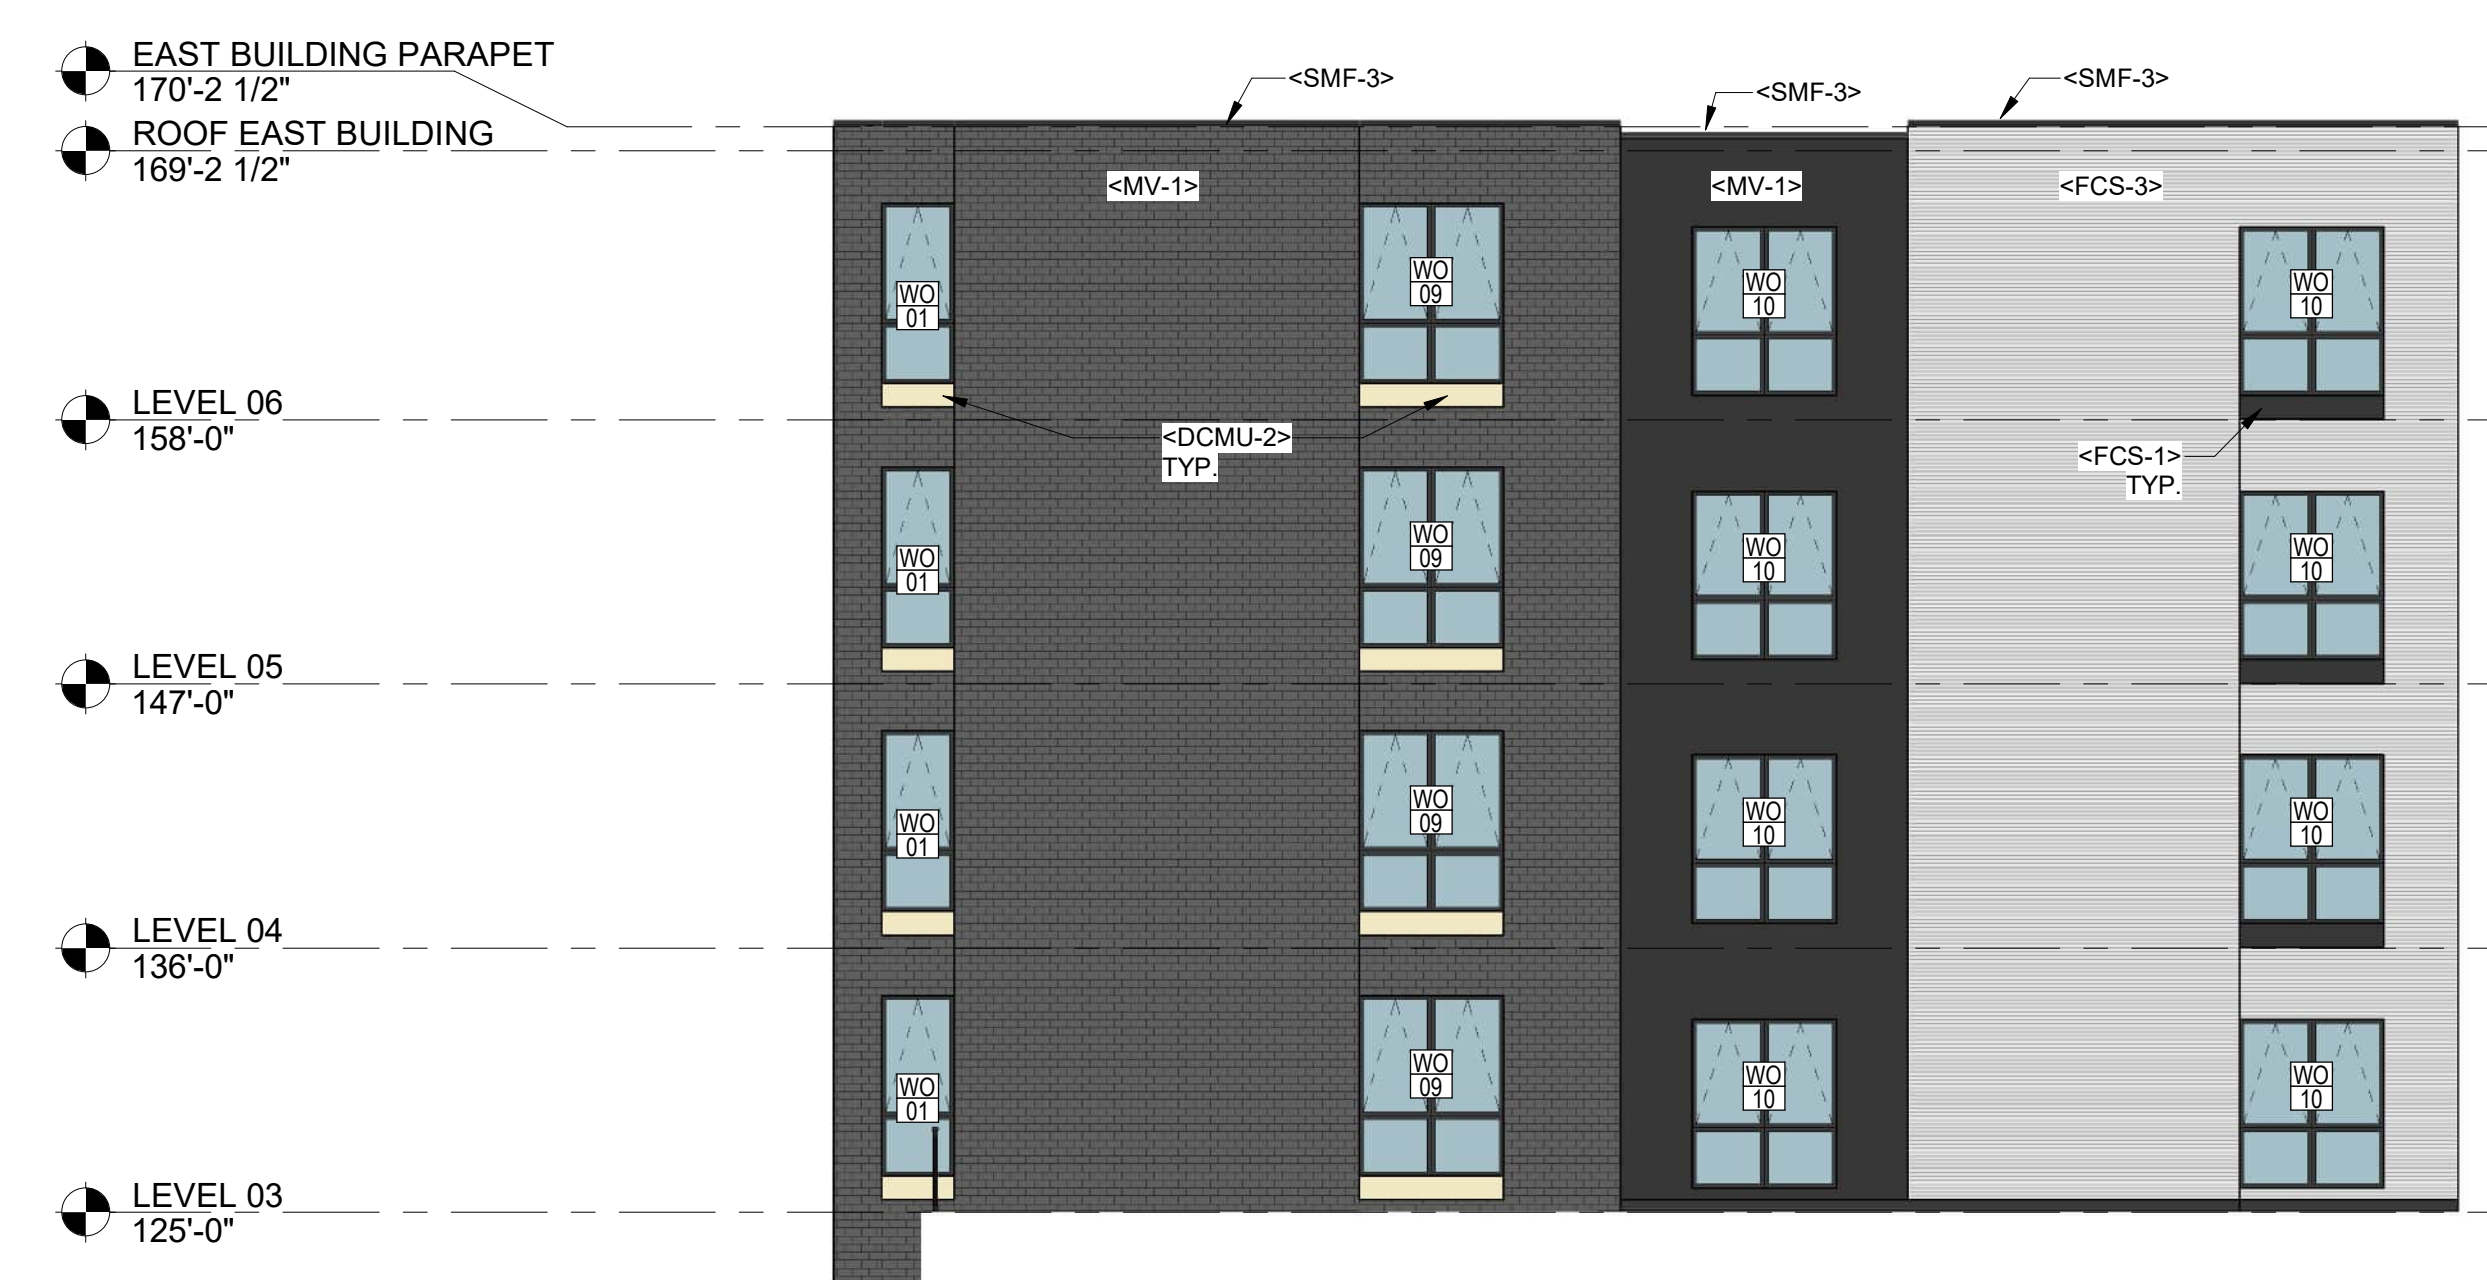 EAST BUILDING PARAPET
170'-2 1/2"
ROOF EAST BUILDING
169'-2 1/2"
<SMF-3>
<SMF-3>
<SMF-3>
<MV-1>
<MV-1>
<FCS-3>
WO
01
WO
09
WO
10
WO
10
LEVEL 06
158'-0"
<DCMU-2>
TYP.
<FCS-1>
TYP.
WO
01
WO
09
WO
10
WO
10
LEVEL 05
147'-0"
WO
01
WO
09
WO
10
WO
10
LEVEL 04
136'-0"
WO
01
WO
09
WO
10
WO
10
LEVEL 03
125'-0"